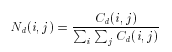 N_d(i, j) = \frac{C_d(i, j)}{\sum_i \sum_j C_d(i, j)}